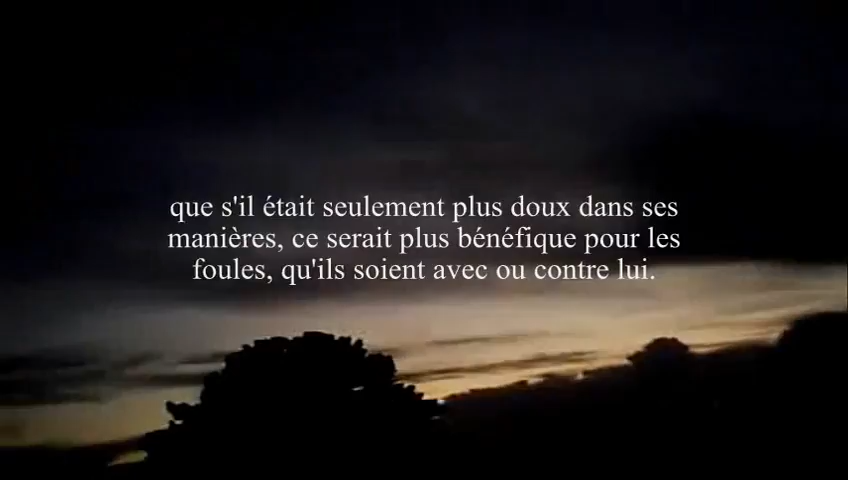 que s'il était seulement plus doux dans ses
manières, ce serait plus bénéfique pour les
foules, qu'ils soient avec ou contre lui.